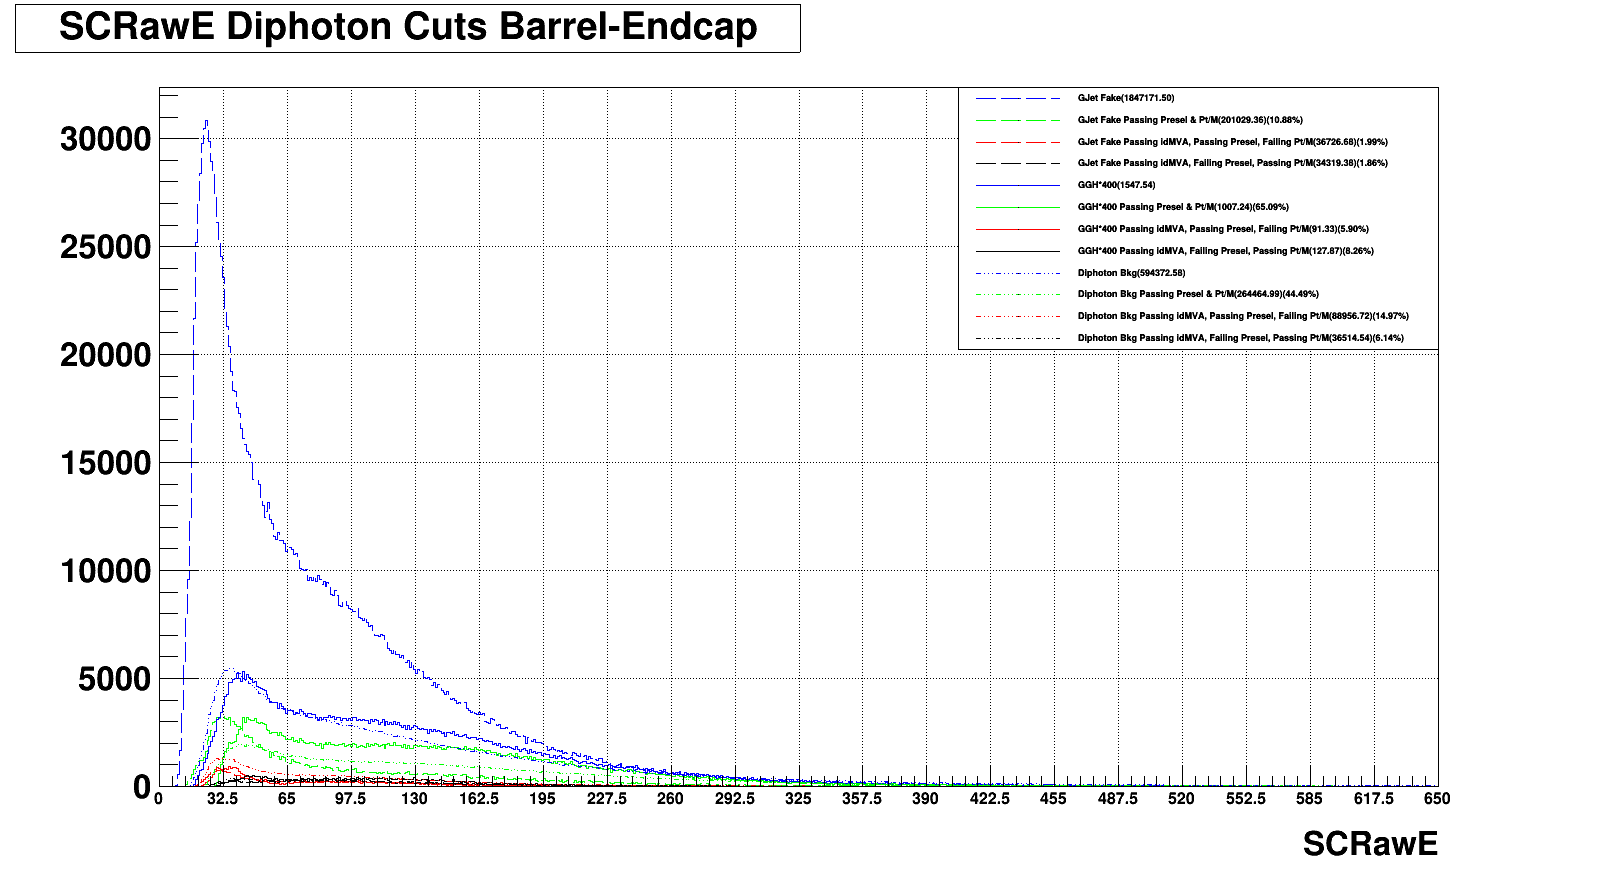 SCRawE Diphoton Cuts Barrel-Endcap
GJet Fake(1847171.50)
GJet Fake Passing Presel & Pt/M(201029.36)(10.88%)
GJet Fake Passing idMVA, Passing Presel, Failing Pt/M(36726.68)(1.99%)
GJet Fake Passing idMVA, Failing Presel, Passing Pt/M(34319.38)(1.86%)
GGH*400(1547.54)
GGH*400 Passing Presel & Pt/M(1007.24)(65.09%)
GGH*400 Passing idMVA, Passing Presel, Failing Pt/M(91.33)(5.90%)
GGH*400 Passing idMVA, Failing Presel, Passing Pt/M(127.87)(8.26%)
Diphoton Bkg(594372.58)
Diphoton Bkg Passing Presel & Pt/M(264464.99)(44.49%)
Diphoton Bkg Passing idMVA, Passing Presel, Failing Pt/M(88956.72)(14.97%)
Diphoton Bkg Passing idMVA, Failing Presel, Passing Pt/M(36514.54)(6.14%)
30000
25000
20000
15000
10000
5000
0
0 32.5 65 97.5 130 162.5 195 227.5 260 292.5 325 357.5 390 422.5 455 487.5 520 552.5 585 617.5 650
SCRawE